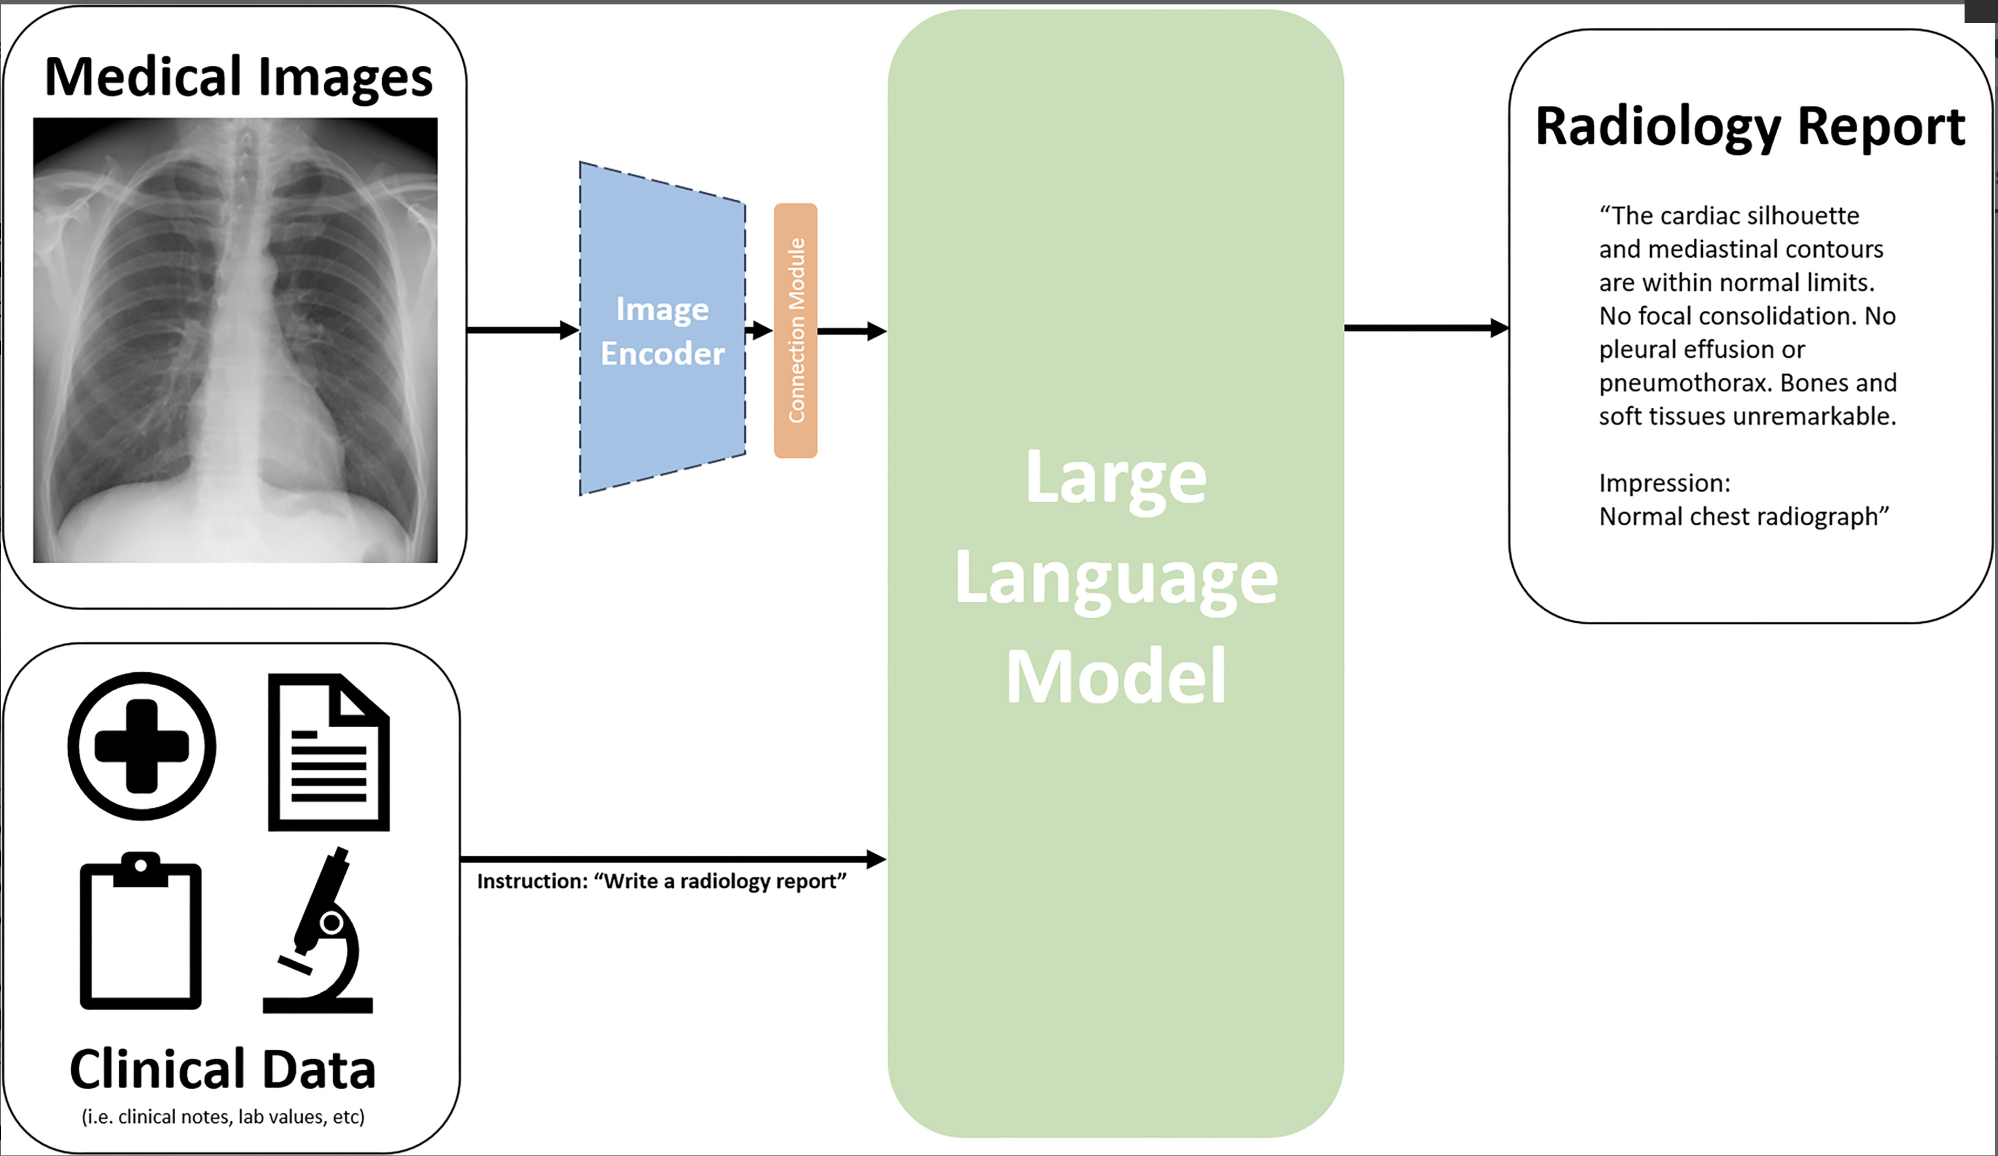 Medical Images
Image
Encoder
Connection Module
Large
Language
Model
Radiology Report
“The cardiac silhouette
and mediastinal contours
are within normal limits.
No focal consolidation. No
pleural effusion or
pneumothorax. Bones and
soft tissues unremarkable.
Impression:
Normal chest radiograph”
Instruction: “Write a radiology report”
Clinical Data
(i.e. clinical notes, lab values, etc)